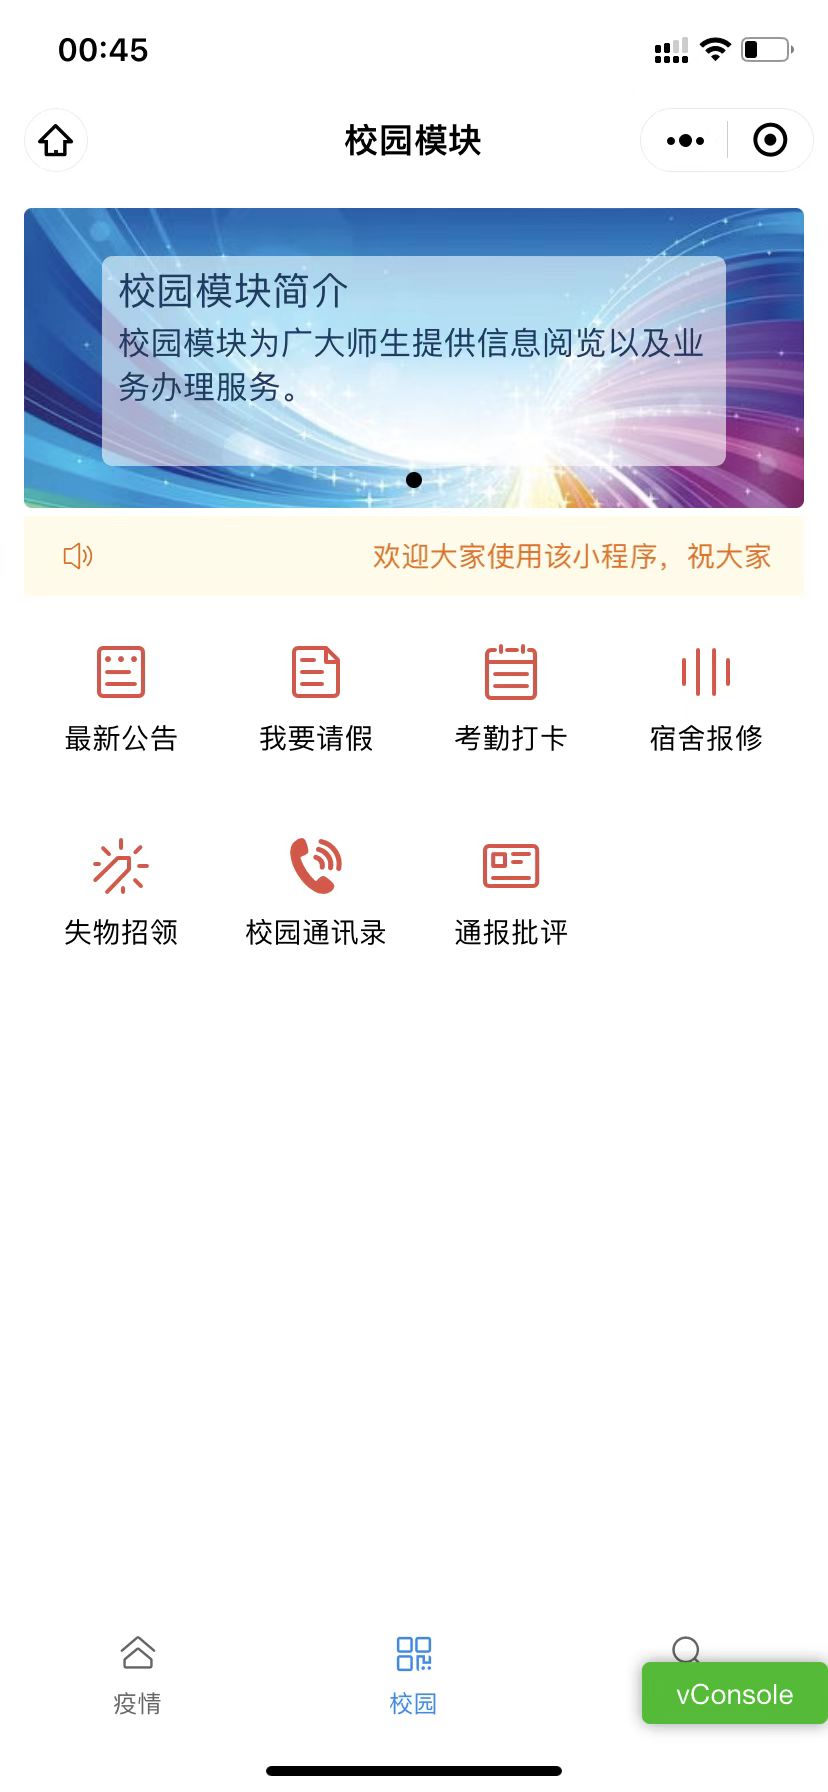 00:45
校园模块
校园模块简介
校园模块为广大师生提供信息阅览以及业
务办理服务。
欢迎大家使用该小程序，祝大家
最新公告
我要请假
考勤打卡
宿舍报修
失物招领
校园通讯录
通报批评
疫情
校园
vConsole